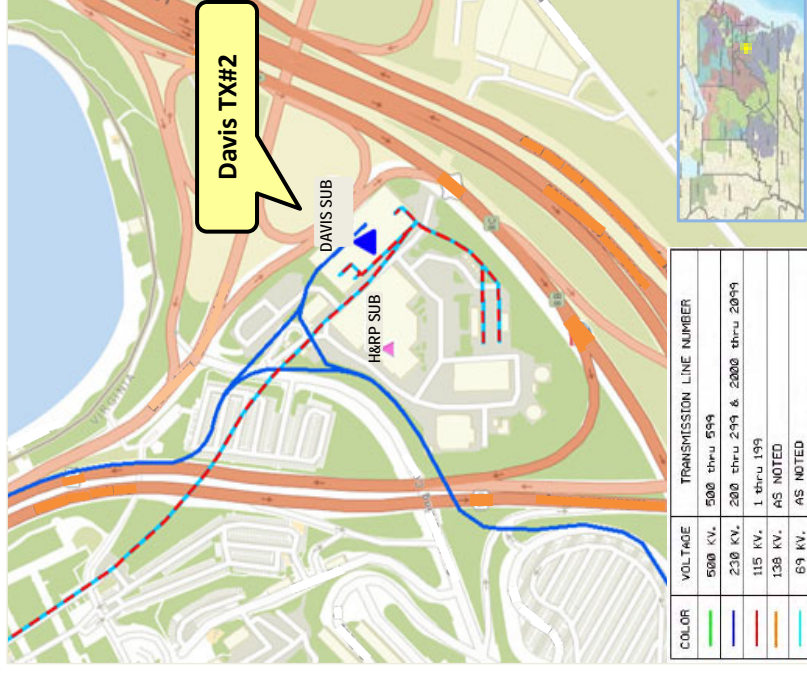 Davis TX#2
DAVIS SUB
H&RP SUB
VIRGINIA
8C
COLOR VOLTAGE TRANSMISSION LINE NUMBER
500 KV. 500 thru 599
230 KV. 200 thru 299 & 2000 thru 2099
115 KV. 1 thru 199
138 KV. AS NOTED
69 KV. AS NOTED